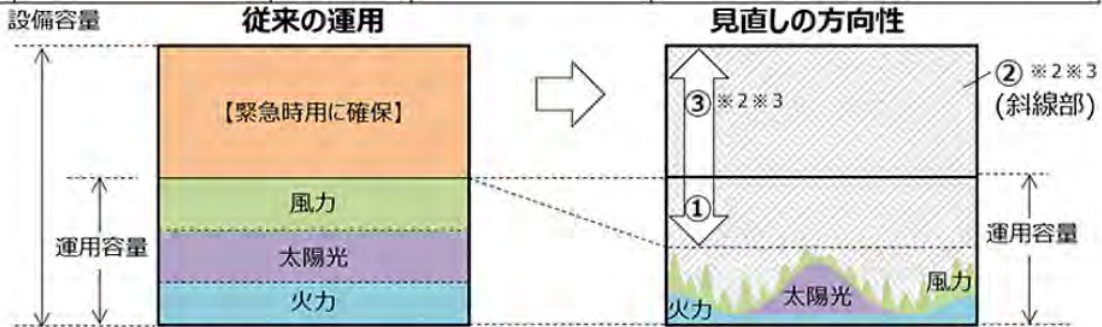 設備容量
従来の運用
見直しの方向性
【緊急時用に確保】
風力
太陽光
火力
運用容量
③※2※3
②※2※3
(斜線部)
①
運用容量
火力
太陽光
風力